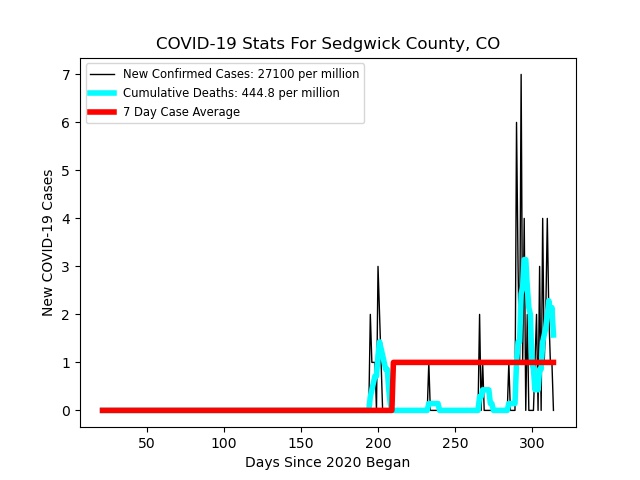 COVID-19 Stats For Sedgwick County, CO
New Confirmed Cases: 27100 per million
Cumulative Deaths: 444.8 per million
7 Day Case Average
7
6
5
4
3
2
1
0
New COVID-19 Cases
50 100 150 200 250 300
Days Since 2020 Began